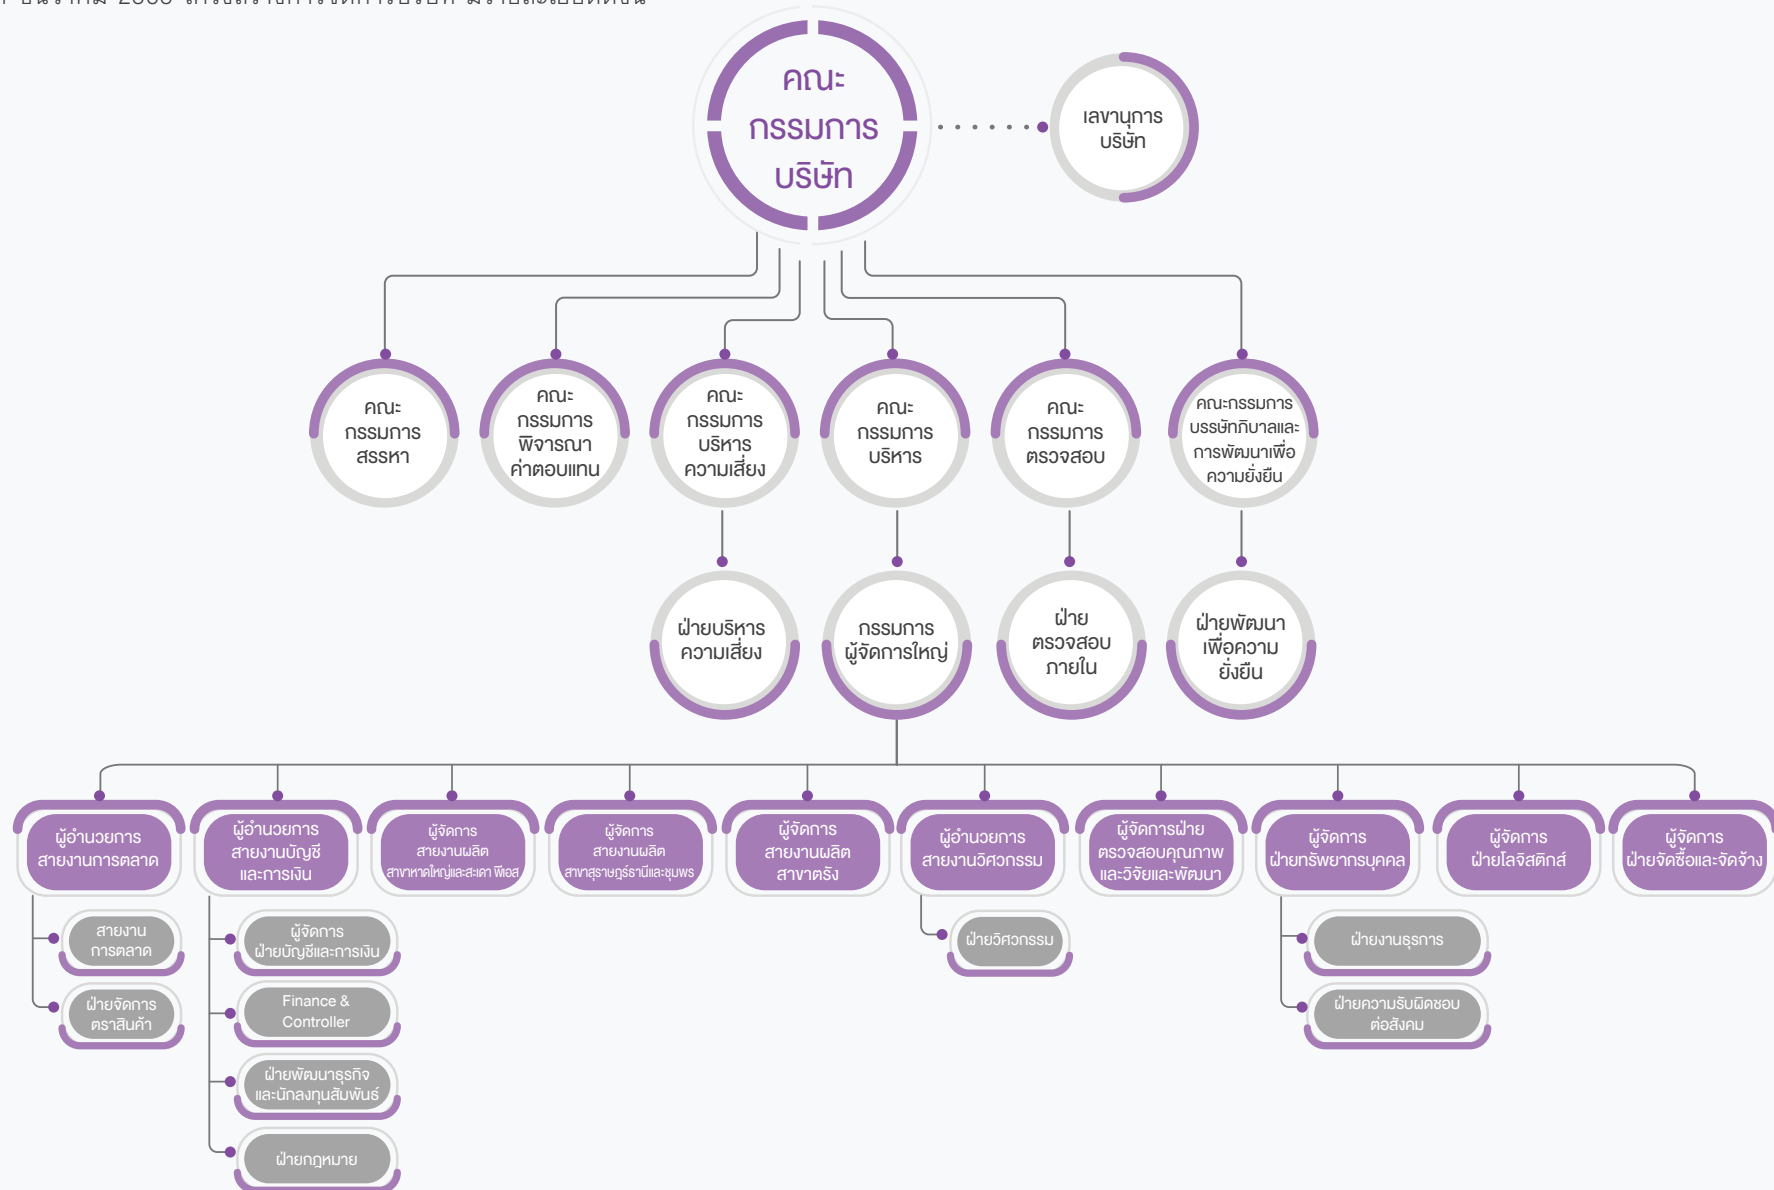 คณะ
กรรมการ
บริษัท
เลขานุการ
บริษัท
คณะ
กรรมการ
สรรหา
คณะ
กรรมการ
พิจารณา
ค่าตอบแทน
คณะ
กรรมการ
บริหาร
ความเสี่ยง
คณะ
กรรมการ
บริหาร
คณะ
กรรมการ
ตรวจสอบ
คณะกรรมการ
บรรษัทภิบาลและ
การพัฒนาเพื่อ
ความยั่งยืน
ฝ่ายบริหาร
ความเสี่ยง
กรรมการ
ผู้จัดการใหญ่
ฝ่าย
ตรวจสอบ
ภายใน
ฝ่ายพัฒนา
เพื่อความ
ยั่งยืน
ผู้อำนวยการ
สายงานการตลาด
ผู้อำนวยการ
สายงานบัญชี
และการเงิน
ผู้จัดการ
สายงานผลิต
สาขาหาดใหญ่และสะเดา พีเอส
ผู้จัดการ
สายงานผลิต
สาขาสุราษฎร์ธานีและชุมพร
ผู้จัดการ
สายงานผลิต
สาขาตรัง
ผู้อำนวยการ
สายงานวิศวกรรม
ผู้จัดการฝ่าย
ตรวจสอบคุณภาพ
และวิจัยและพัฒนา
ผู้จัดการ
ฝ่ายทรัพยากรบุคคล
ผู้จัดการ
ฝ่ายโลจิสติกส์
ผู้จัดการ
ฝ่ายจัดซื้อและจัดจ้าง
สายงาน
การตลาด
ฝ่ายจัดการ
ตราสินค้า
ผู้จัดการ
ฝ่ายบัญชีและการเงิน
Finance &
Controller
ฝ่ายพัฒนาธุรกิจ
และนักลงทุนสัมพันธ์
ฝ่ายกฎหมาย
ฝ่ายวิศวกรรม
ฝ่ายงานธุรการ
ฝ่ายความรับผิดชอบ
ต่อสังคม